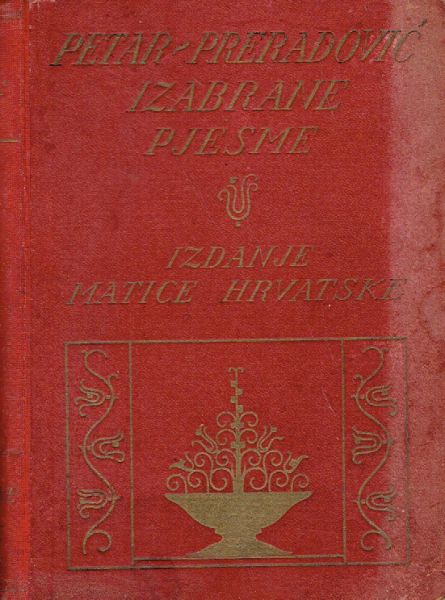 PETAR-PRERADOVIĆ
IZABRANE
PJESME
IZDANJE
MATICE HRVATSKE